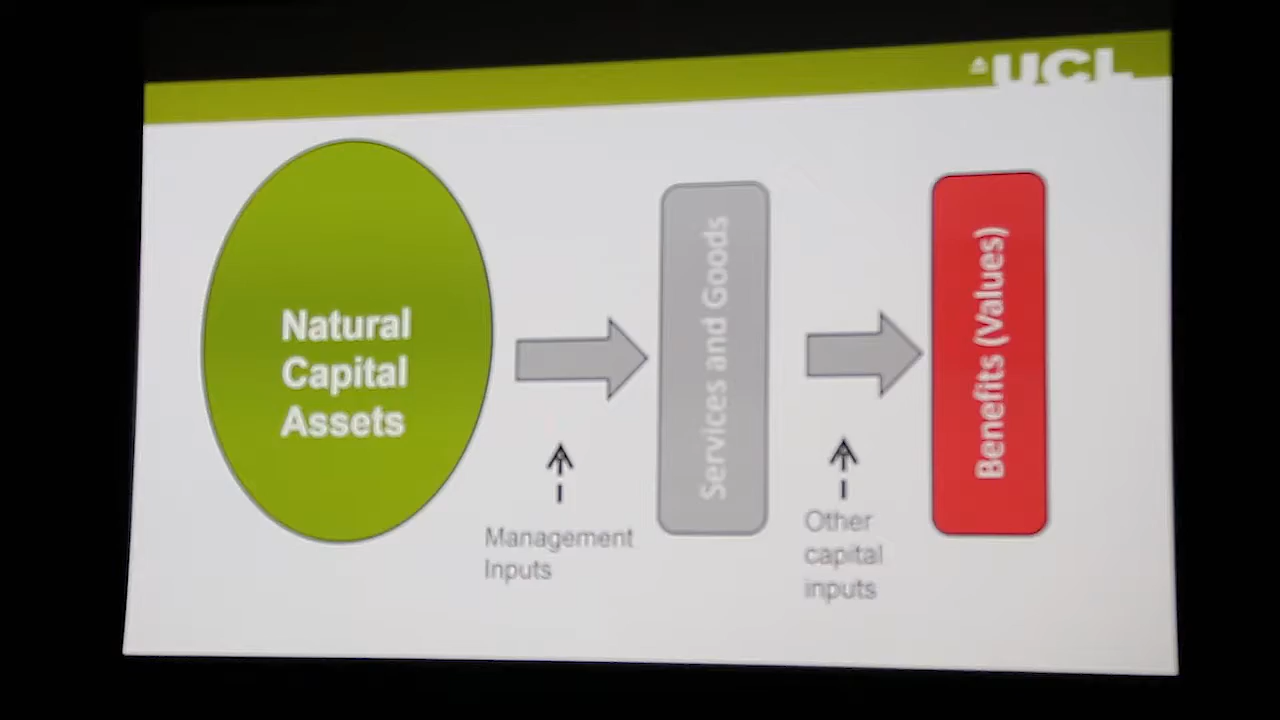 UCL
Natural
Capital
Assets
Services and Goods
Benefits (Values)
Management
Inputs
Other
capital
inputs